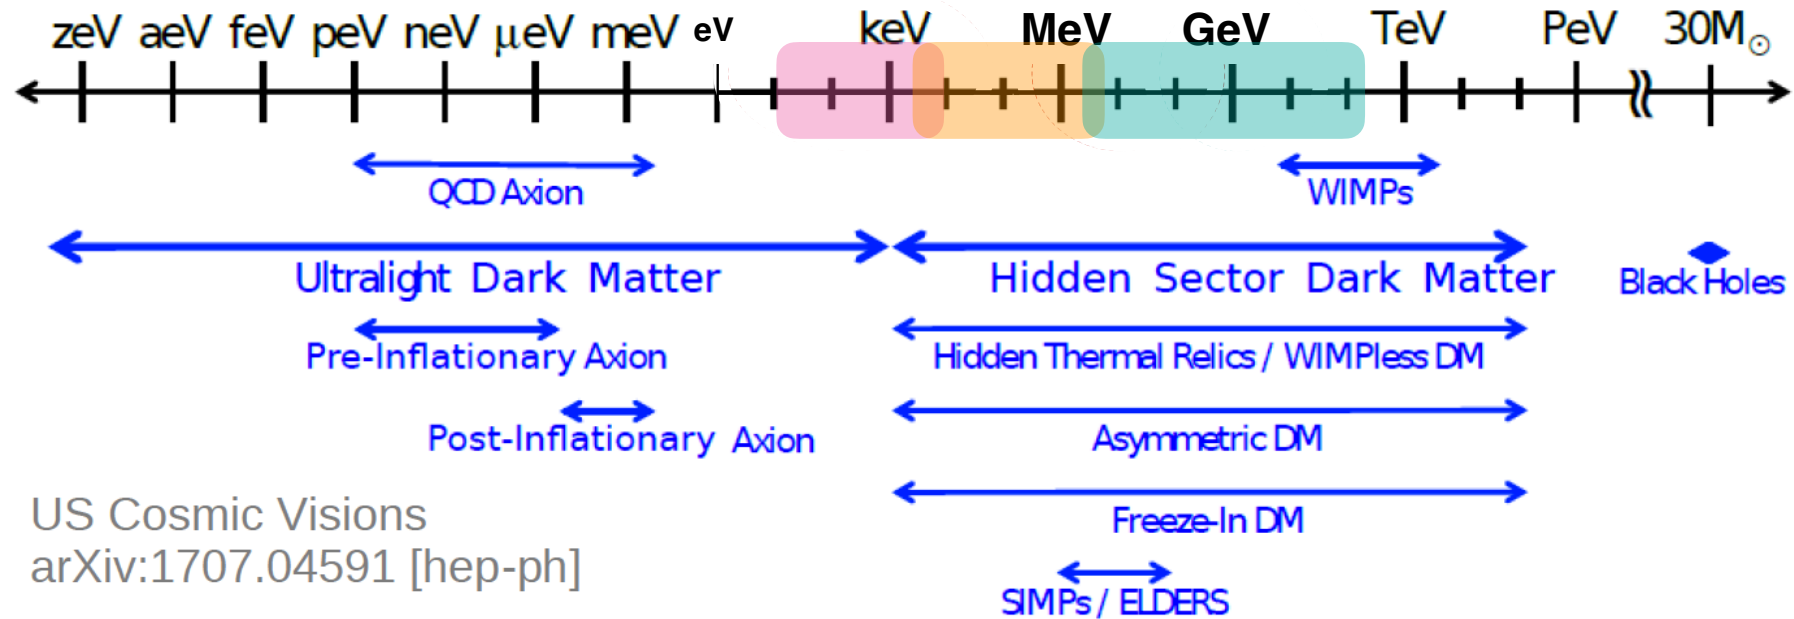 zeV aeV feV peV neV μeV meV eV keV MeV GeV TeV PeV 30M☉
QCD Axion WIMPs
Ultralight Dark Matter Hidden Sector Dark Matter Black Holes
Pre-Inflationary Axion Hidden Thermal Relics / WIMPless DM
Post-Inflationary Axion Asymmetric DM
US Cosmic Visions Freeze-In DM
arXiv:1707.04591 [hep-ph]
SIMPs / ELDERS